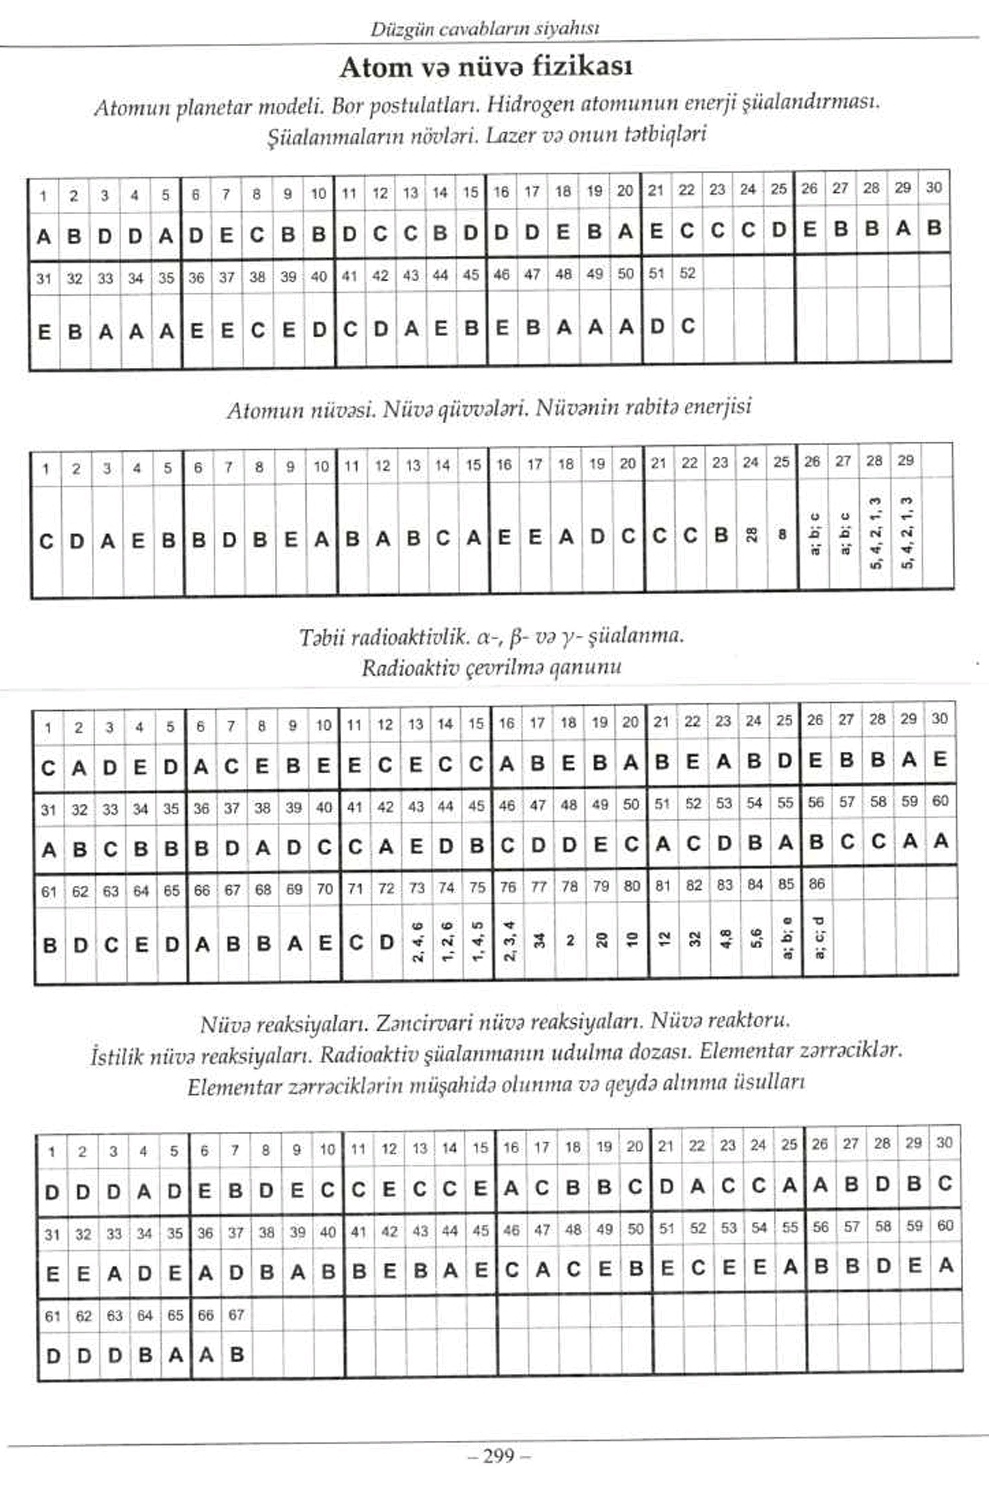 Düzgün cavabların siyahısı
Atom və nüvə fizikası
Atomun planetar modeli. Bor postulatları. Hidrogen atomunun enerji şüalandırması.
Şüalanmaların növləri. Lazer və onun tətbiqləri
1 2 3 4 5 6 7 8 9 10 11 12 13 14 15 16 17 18 19 20 21 22 23 24 25 26 27 28 29 30
A B D D A D E C B B D C C B D D D E B A E C C C D E B B A B
31 32 33 34 35 36 37 38 39 40 41 42 43 44 45 46 47 48 49 50 51 52
E B A A A E E C E D C D A E B E B A A A D C
Atomun nüvəsi. Nüvə qüvvələri. Nüvənin rabitə enerjisi
1 2 3 4 5 6 7 8 9 10 11 12 13 14 15 16 17 18 19 20 21 22 23 24 25 26 27 28 29
C D A E B B D B E A B A B C A E E A D C C C B 28 8 a; b; c a; b; c 5, 4, 2, 1, 3 5, 4, 2, 1, 3
Təbii radioaktivlik. α-, β- və γ- şüalanma.
Radioaktiv çevrilmə qanunu
1 2 3 4 5 6 7 8 9 10 11 12 13 14 15 16 17 18 19 20 21 22 23 24 25 26 27 28 29 30
C A D E D A C E B E E C E C C A B E B A B E A B D E B B A E
31 32 33 34 35 36 37 38 39 40 41 42 43 44 45 46 47 48 49 50 51 52 53 54 55 56 57 58 59 60
A B C B B B D A D C C A E D B C D D E C A C D B A B C C A A
61 62 63 64 65 66 67 68 69 70 71 72 73 74 75 76 77 78 79 80 81 82 83 84 85 86
B D C E D A B B A E C D 2, 4, 6 1, 2, 6 1, 4, 5 2, 3, 4 34 2 20 10 12 32 4,8 5,6 a; b; e a; c; d
Nüvə reaksiyaları. Zəncirvari nüvə reaksiyaları. Nüvə reaktoru.
İstilik nüvə reaksiyaları. Radioaktiv şüalanmanın udulma dozası. Elementar zərrəciklər.
Elementar zərrəciklərin müşahidə olunma və qeydə alınma üsulları
1 2 3 4 5 6 7 8 9 10 11 12 13 14 15 16 17 18 19 20 21 22 23 24 25 26 27 28 29 30
D D D A D E B D E C C E C C E A C B B C D A C C A A B D B C
31 32 33 34 35 36 37 38 39 40 41 42 43 44 45 46 47 48 49 50 51 52 53 54 55 56 57 58 59 60
E E A D E A D B A B B E B A E C A C E B E C E E A B B D E A
61 62 63 64 65 66 67
D D D B A A B
– 299 –